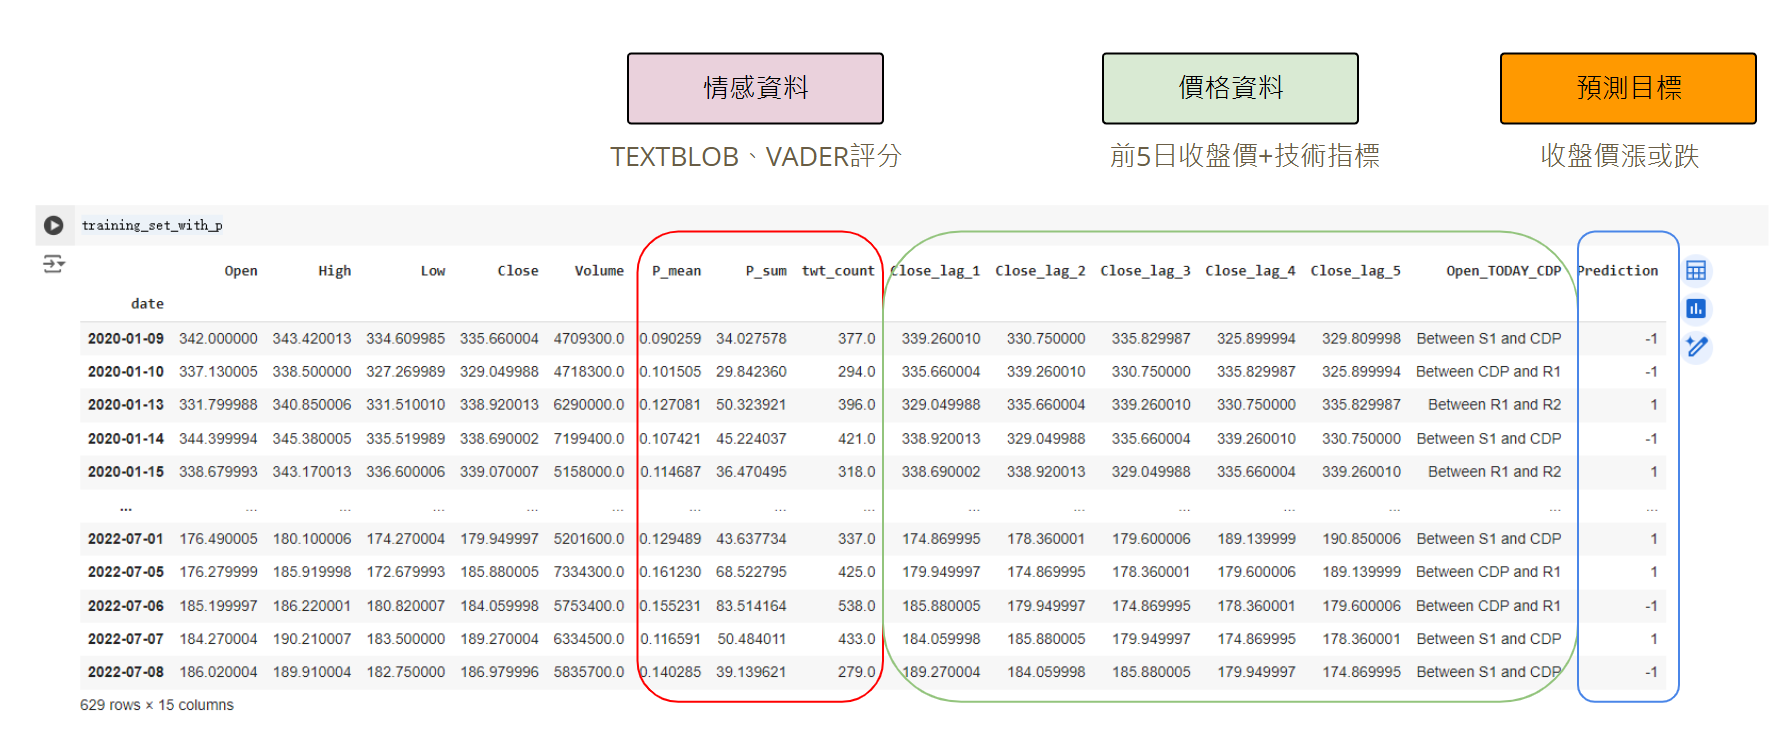 情感資料 價格資料 預測目標
TEXTBLOB、VADER評分 前5日收盤價+技術指標 收盤價漲或跌
training_set_with_p
Open High Low Close Volume P_mean P_sum twt_count Close_lag_1 Close_lag_2 Close_lag_3 Close_lag_4 Close_lag_5 Open_TODAY_CDP Prediction
date
2020-01-09 342.000000 343.420013 334.609985 335.660004 4709300.0 0.090259 34.027578 377.0 339.260010 330.750000 335.829987 325.899994 329.809998 Between S1 and CDP -1
2020-01-10 337.130005 338.500000 327.269989 329.049988 4718300.0 0.101505 29.842360 294.0 335.660004 339.260010 330.750000 335.829987 325.899994 Between CDP and R1 -1
2020-01-13 331.799988 340.850006 331.510010 338.920013 6290000.0 0.127081 50.323921 396.0 329.049988 335.660004 339.260010 330.750000 335.829987 Between R1 and R2 1
2020-01-14 344.399994 345.380005 335.519989 338.690002 7199400.0 0.107421 45.224037 421.0 338.920013 329.049988 335.660004 339.260010 330.750000 Between S1 and CDP -1
2020-01-15 338.679993 343.170013 336.600006 339.070007 5158000.0 0.114687 36.470495 318.0 338.690002 338.920013 329.049988 335.660004 339.260010 Between R1 and R2 1
... ... ... ... ... ... ... ... ... ... ... ... ... ... ... ...
2022-07-01 176.490005 180.100006 174.270004 179.949997 5201600.0 0.129489 43.637734 337.0 174.869995 178.360001 179.600006 189.139999 190.850006 Between S1 and CDP 1
2022-07-05 176.279999 185.919998 172.679993 185.880005 7334300.0 0.161230 68.522795 425.0 179.949997 174.869995 178.360001 179.600006 189.139999 Between CDP and R1 1
2022-07-06 185.199997 186.220001 180.820007 184.059998 5753400.0 0.155231 83.514164 538.0 185.880005 179.949997 174.869995 178.360001 179.600006 Between CDP and R1 -1
2022-07-07 184.270004 190.210007 183.500000 189.270004 6334500.0 0.116591 50.484011 433.0 184.059998 185.880005 179.949997 174.869995 178.360001 Between S1 and CDP 1
2022-07-08 186.020004 189.910004 182.750000 186.979996 5835700.0 0.140285 39.139621 279.0 189.270004 184.059998 185.880005 179.949997 174.869995 Between S1 and CDP -1
629 rows × 15 columns